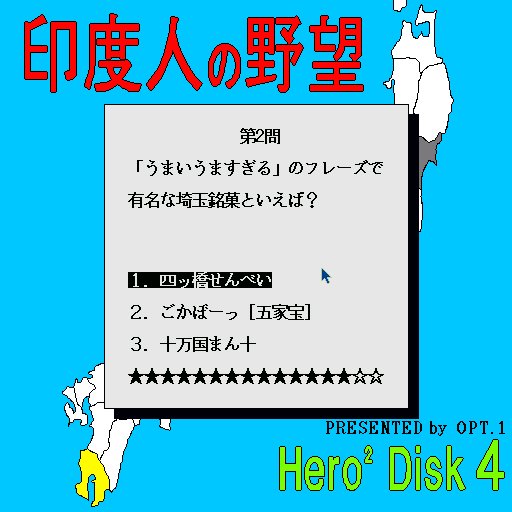 印度人の野望
第2問
「うまいうますぎる」のフレーズで
有名な埼玉銘菓といえば？
1. 四ッ橋せんべい
2. ごかぼーっ [五家宝]
3. 十万国まん十
★★★★★★★★★★★★★★☆☆
PRESENTED by OPT.1
Hero² Disk 4